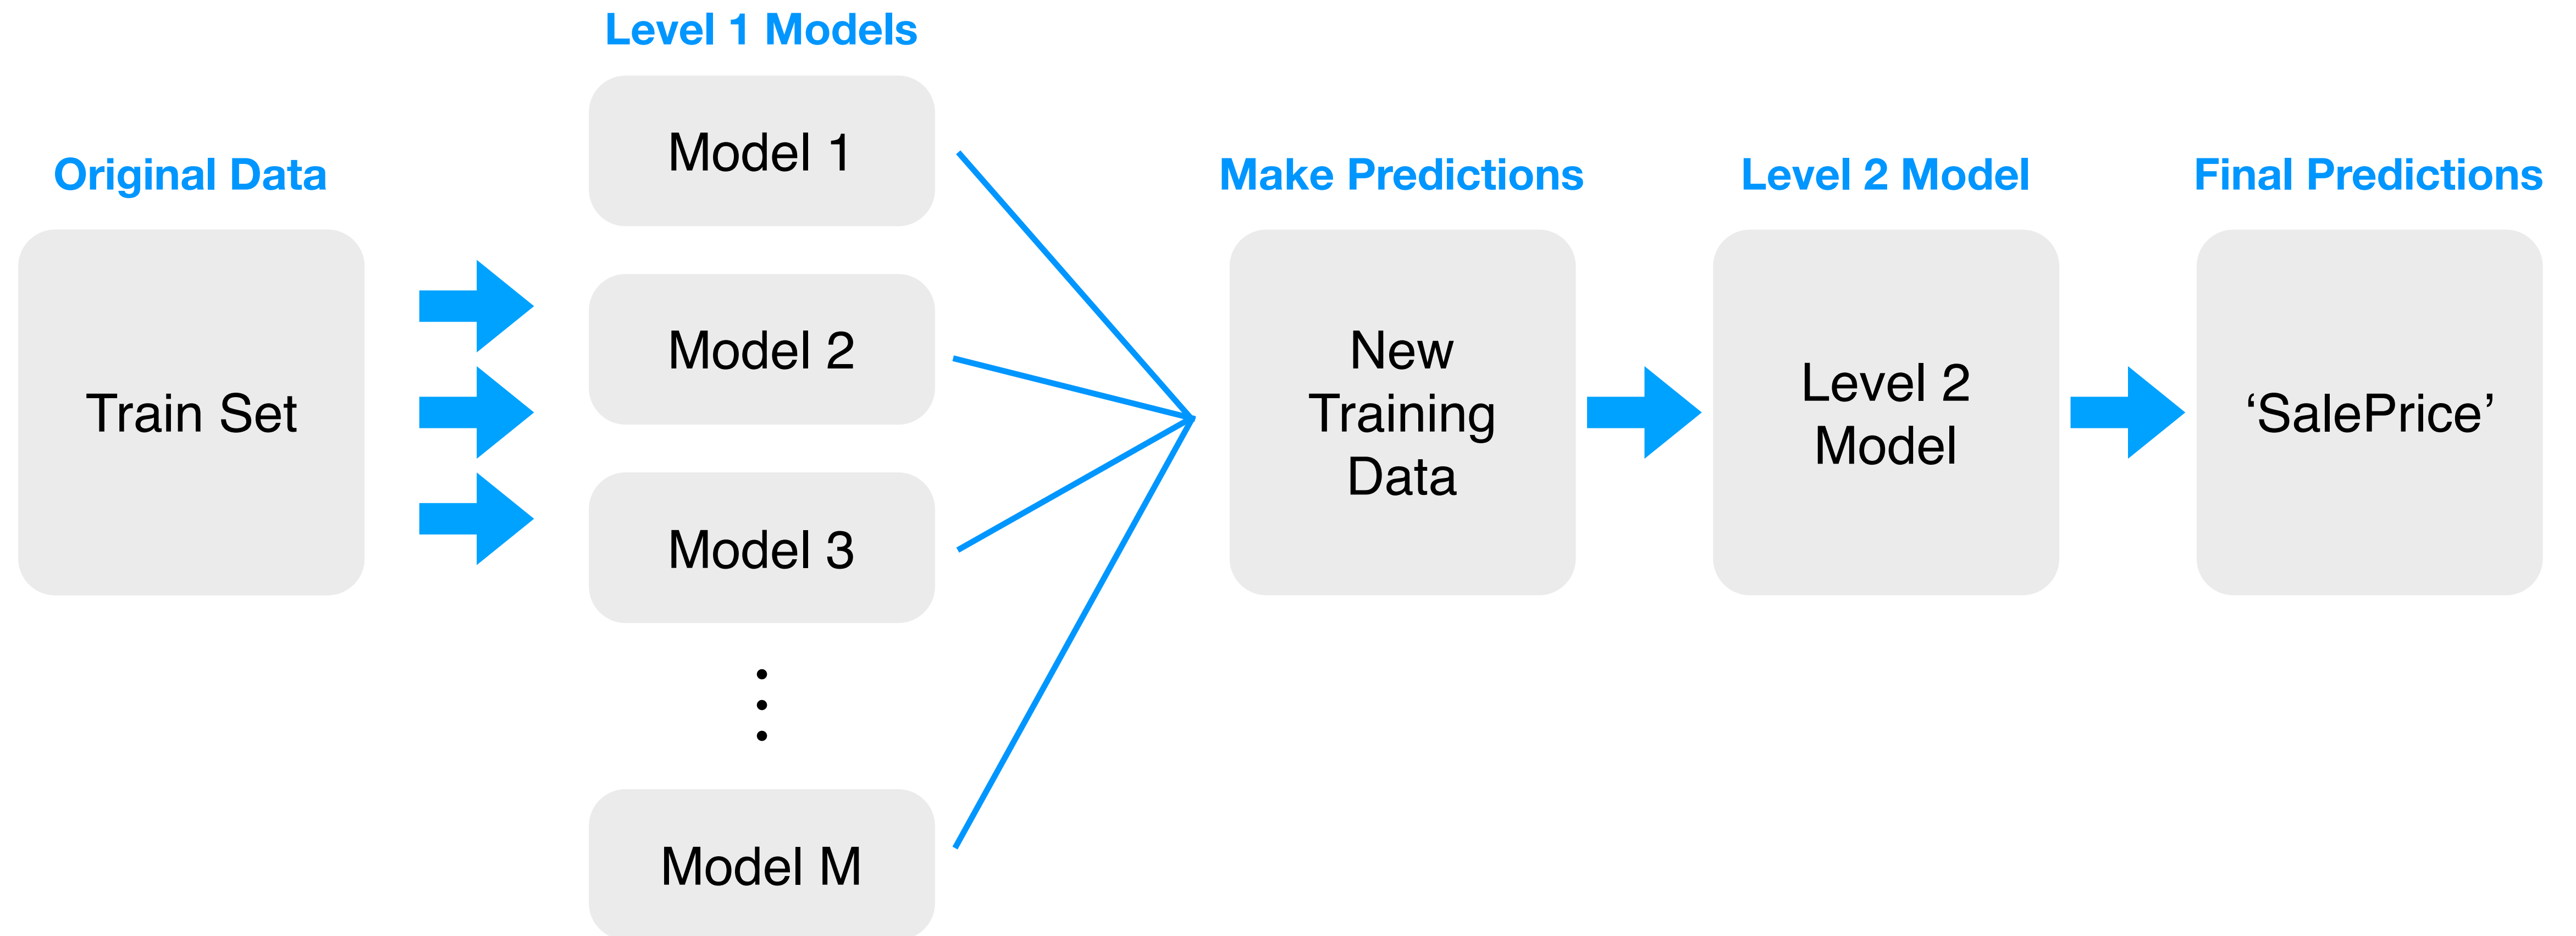 Original Data
Train Set
Level 1 Models
Model 1
Model 2
Model 3
Model M
Make Predictions
New
Training
Data
Level 2 Model
Level 2
Model
Final Predictions
‘SalePrice’